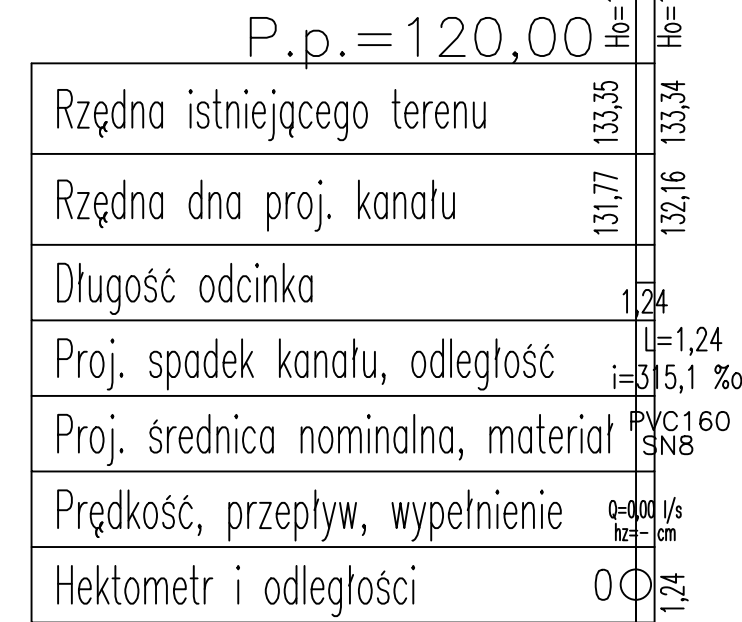 P.p.=120,00
Ho=
Ho=
Rzędna istniejącego terenu 133,35 133,34
Rzędna dna proj. kanału 131,77 132,16
Długość odcinka 1,24
Proj. spadek kanału, odległość L=1,24
i=315,1 ‰
Proj. średnica nominalna, materiał PVC160
SN8
Prędkość, przepływ, wypełnienie Q=0,00 l/s
hz=- cm
Hektometr i odległości 0 1,24